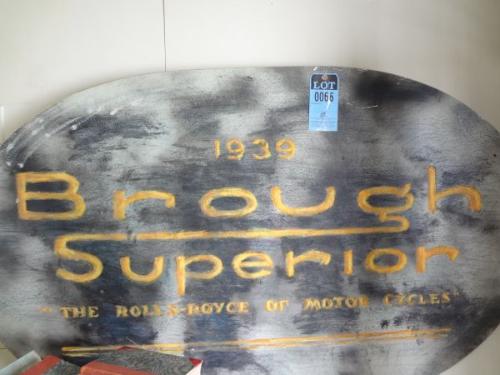 LOT
0066
1939
Brough
Superior
"THE ROLLS-ROYCE OF MOTOR CYCLES"